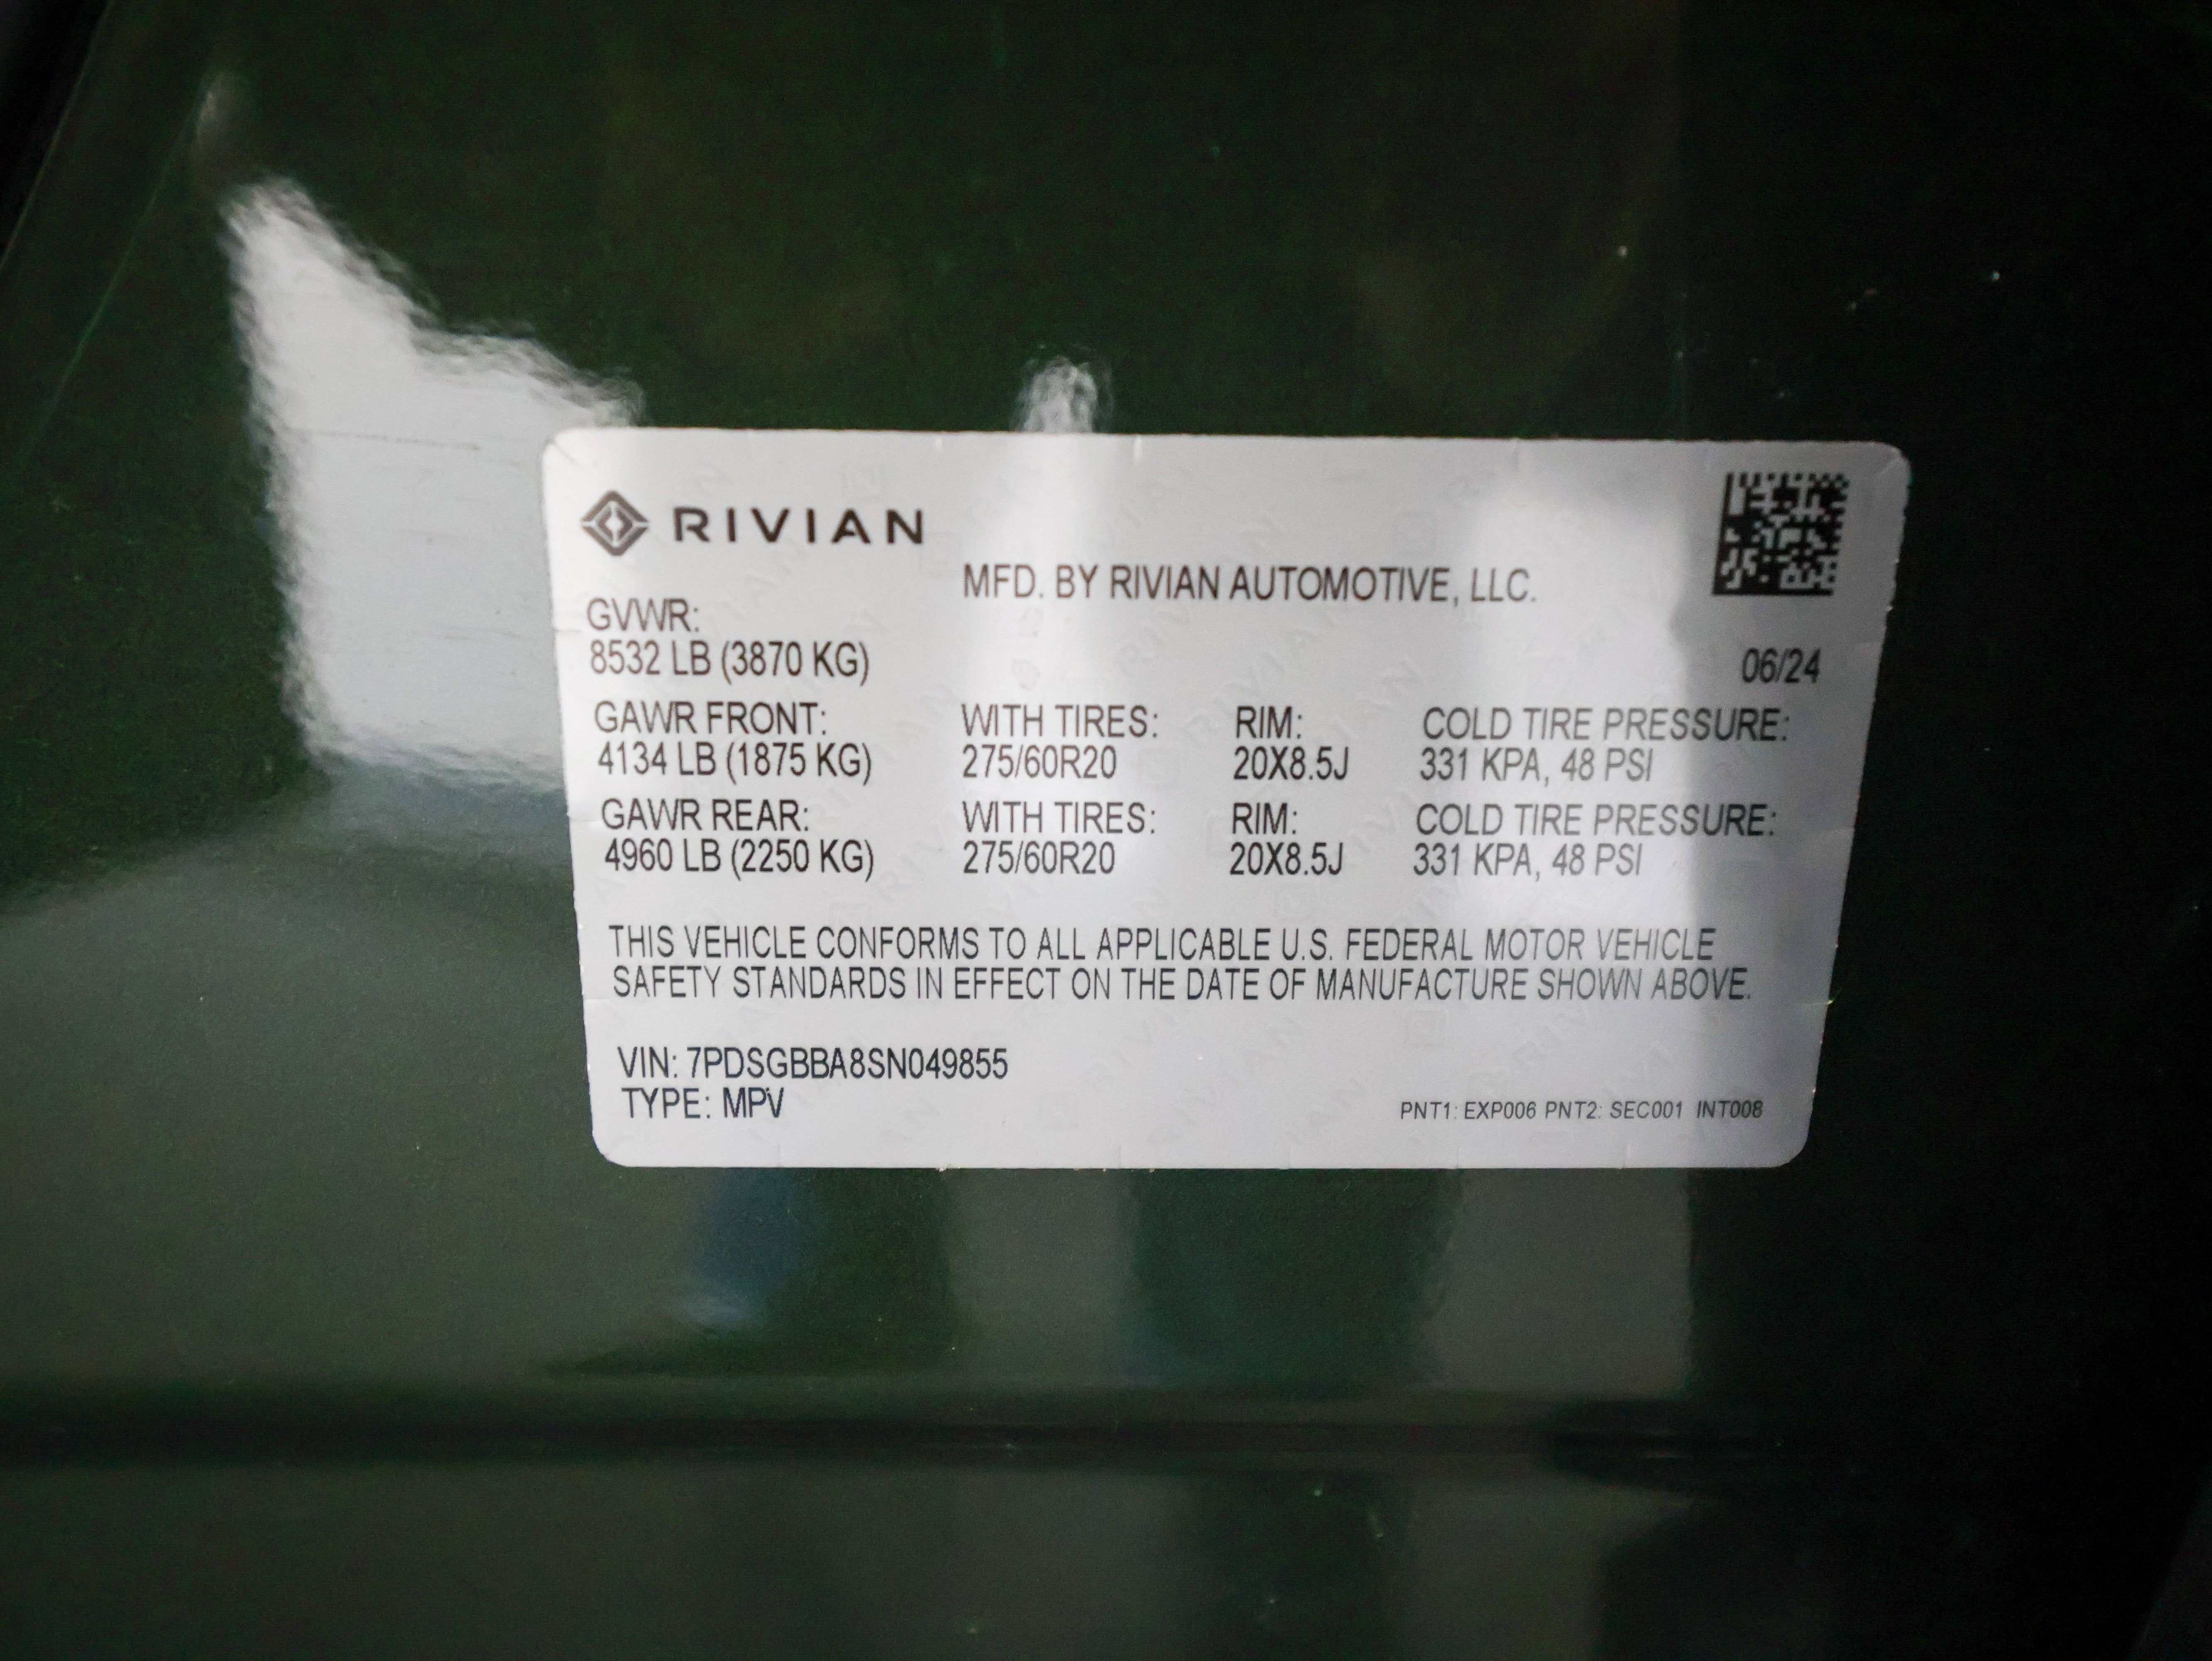 RIVIAN
MFD. BY RIVIAN AUTOMOTIVE, LLC.
GVWR:
8532 LB (3870 KG)
06/24
GAWR FRONT: WITH TIRES: RIM: COLD TIRE PRESSURE:
4134 LB (1875 KG) 275/60R20 20X8.5J 331 KPA, 48 PSI
GAWR REAR: WITH TIRES: RIM: COLD TIRE PRESSURE:
4960 LB (2250 KG) 275/60R20 20X8.5J 331 KPA, 48 PSI
THIS VEHICLE CONFORMS TO ALL APPLICABLE U.S. FEDERAL MOTOR VEHICLE
SAFETY STANDARDS IN EFFECT ON THE DATE OF MANUFACTURE SHOWN ABOVE.
VIN: 7PDSGBBA8SN049855
TYPE: MPV
PNT1: EXP006 PNT2: SEC001 INT008